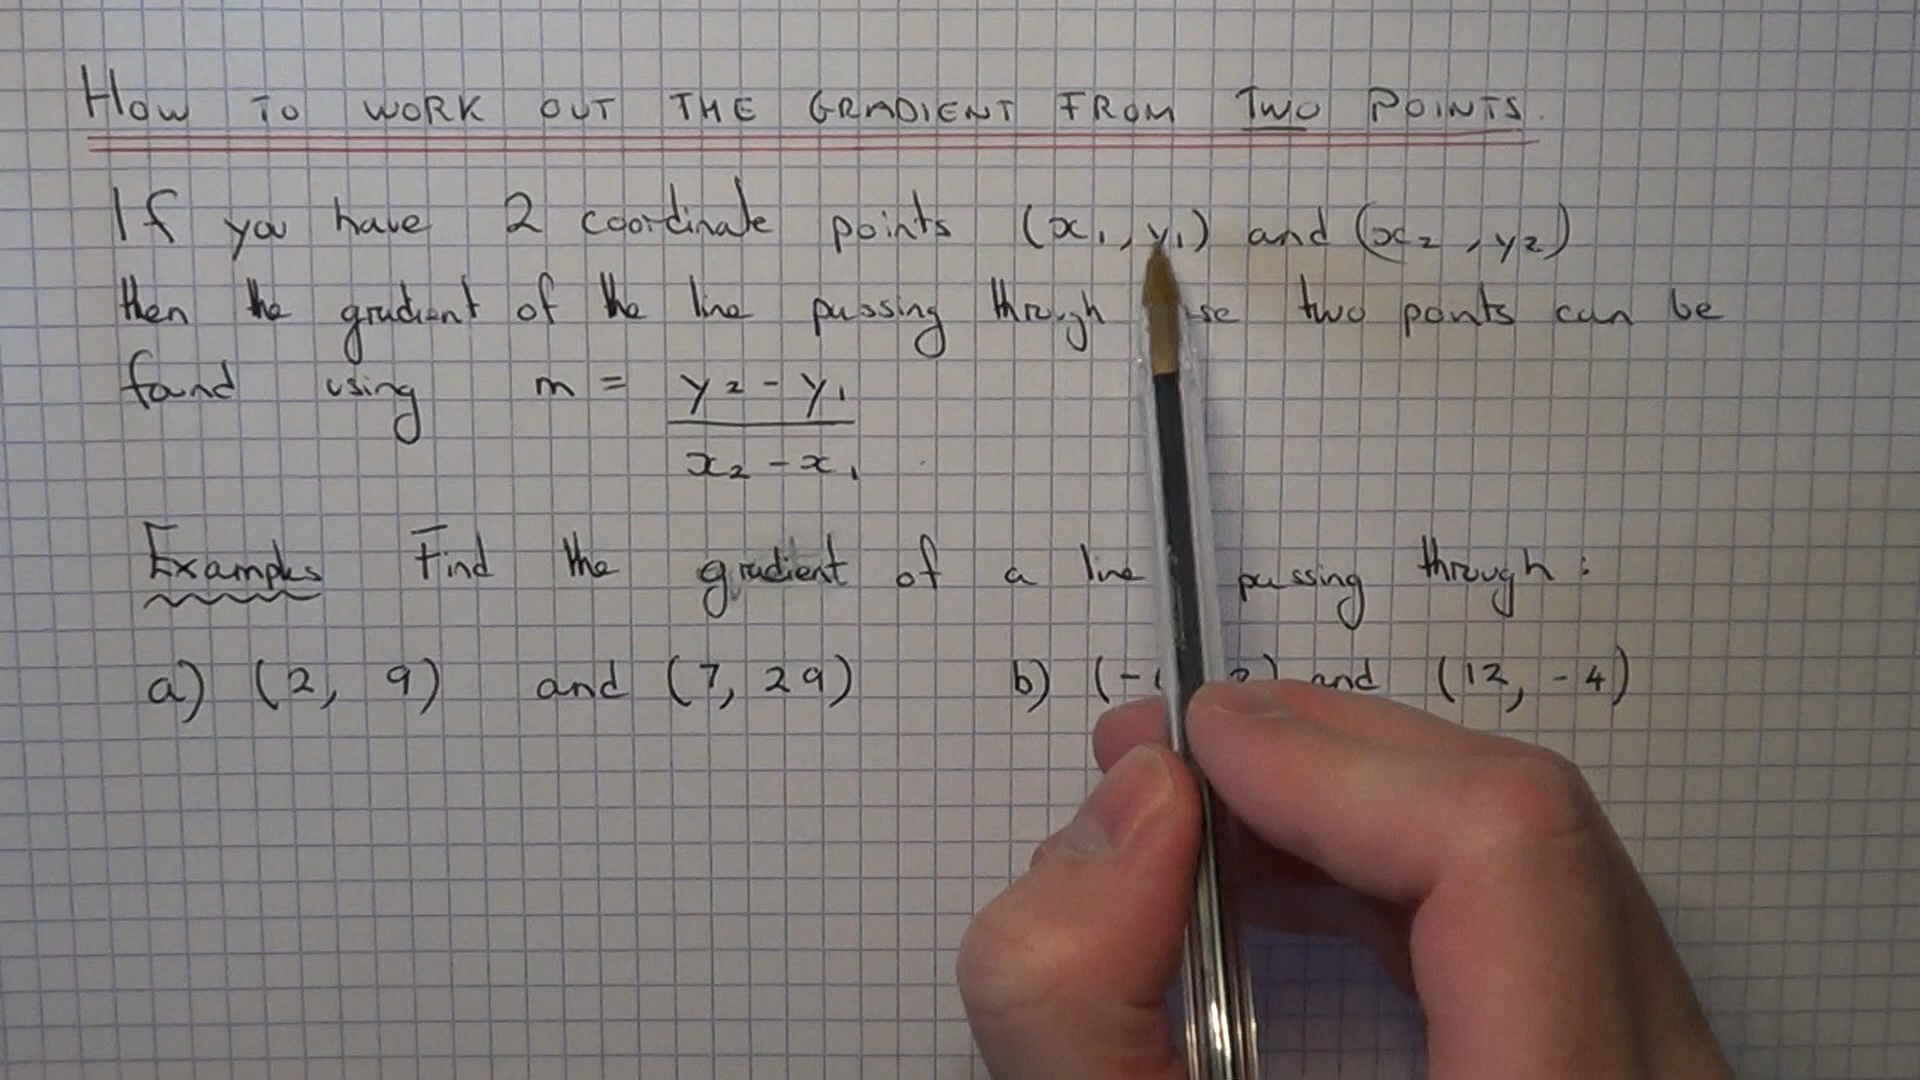 HOW TO WORK OUT THE GRADIENT FROM TWO POINTS.
If you have 2 coordinate points (x₁, y₁) and (x₂, y₂)
then the gradient of the line passing through se two points can be
found using m = y₂ - y₁
x₂ - x₁
Examples Find the gradient of a line passing through:
a) (2, 9) and (7, 29) b) (- ) and (12, -4)